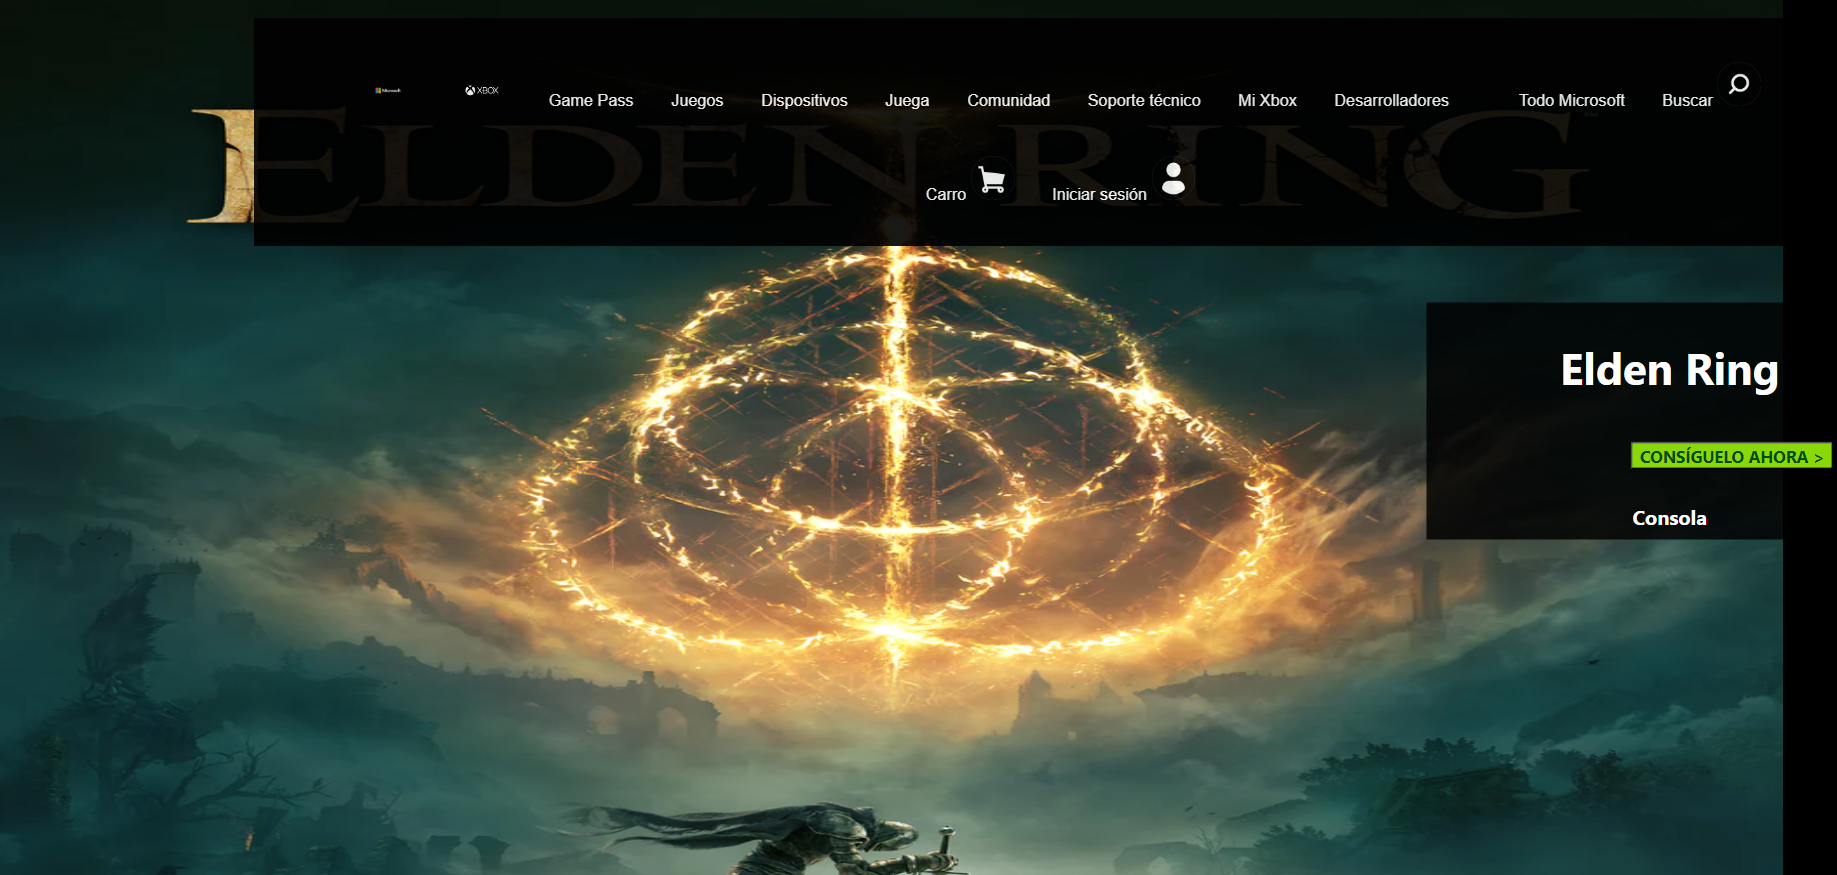 Microsoft
XBOX
Game Pass
Juegos
Dispositivos
Juega
Comunidad
Soporte técnico
Mi Xbox
Desarrolladores
Todo Microsoft
Buscar
ELDEN RING
Carro
Iniciar sesión
Elden Ring
CONSÍGUELO AHORA >
Consola